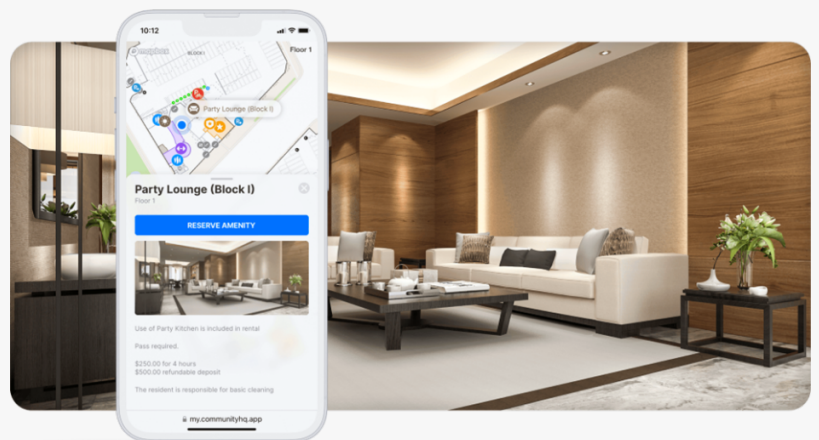 10:12
mapbox
BLOCK I
Floor 1
Party Lounge (Block I)
Party Lounge (Block I)
Floor 1
RESERVE AMENITY
Use of Party Kitchen is included in rental
Pass required.
$250.00 for 4 hours
$500.00 refundable deposit
The resident is responsible for basic cleaning
my.communityhq.app